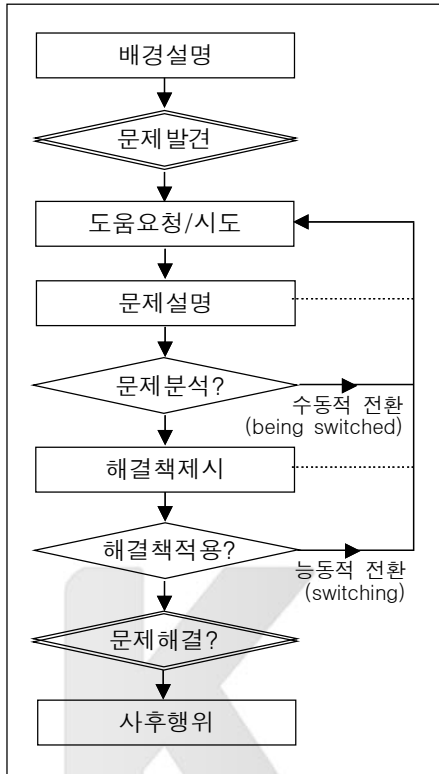 배경설명
문제발견
도움요청/시도
문제설명
문제분석?
수동적 전환
(being switched)
해결책제시
해결책적용?
능동적 전환
(switching)
문제해결?
사후행위